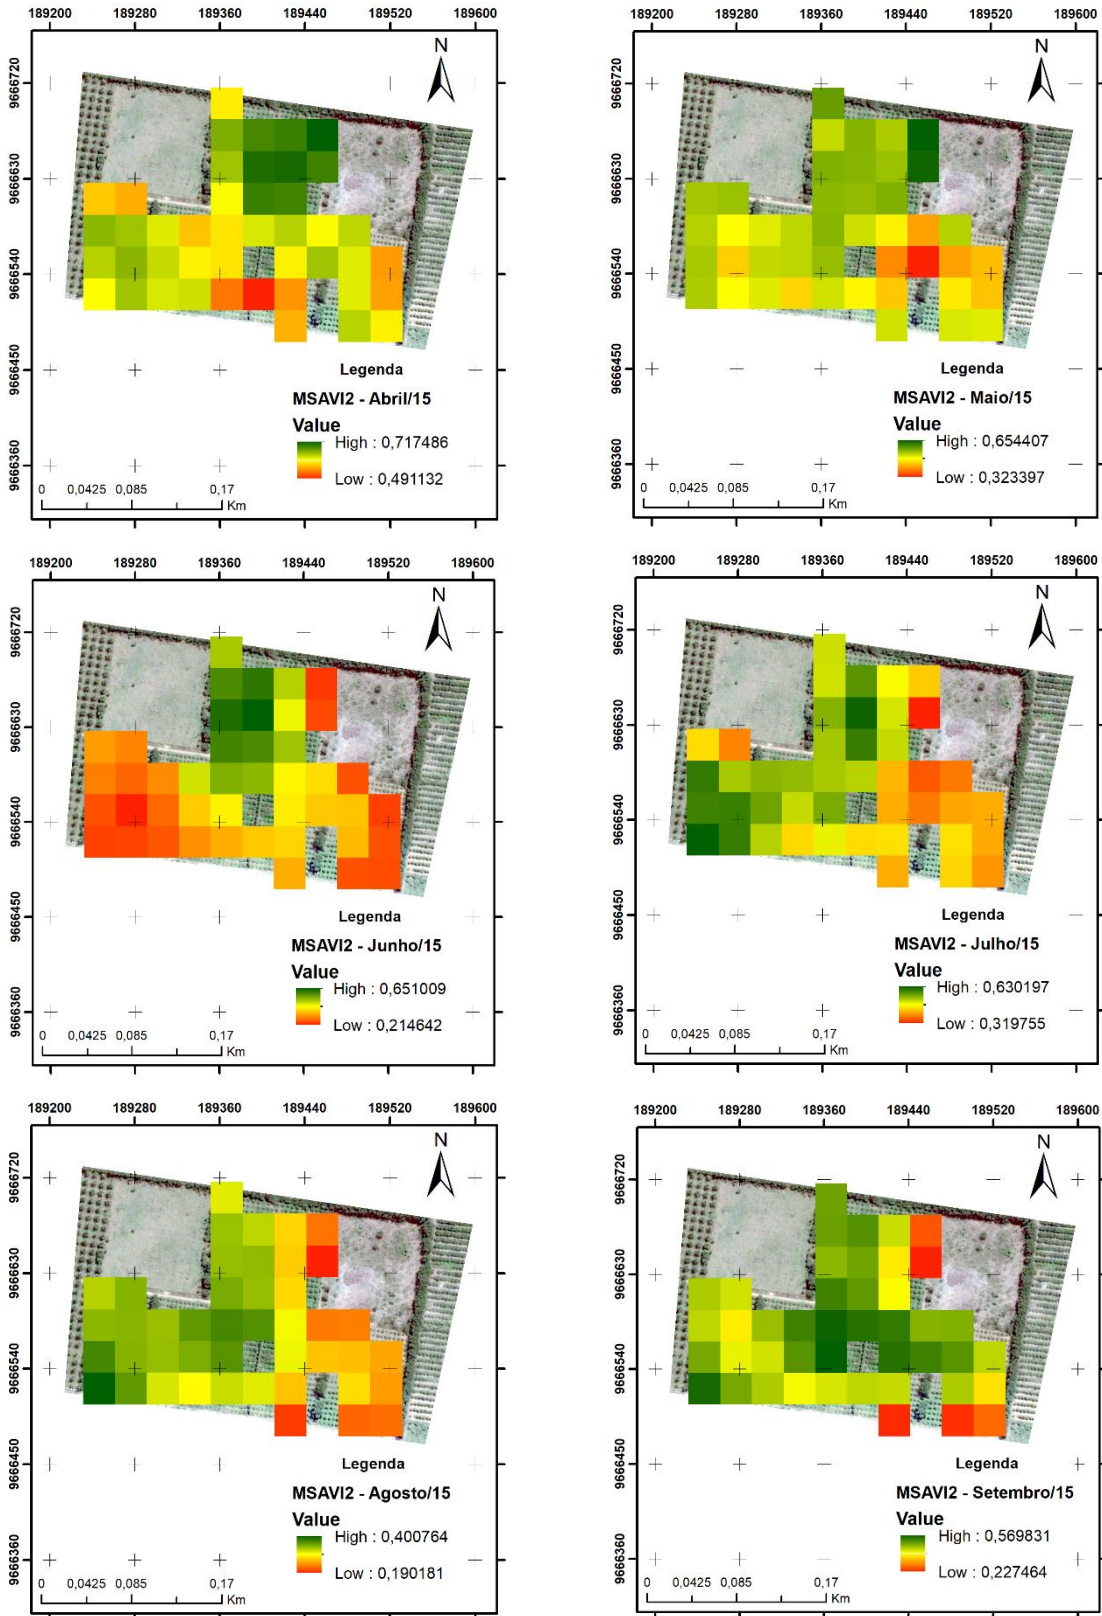 189200 189280 189360 189440 189520 189600
N
9666720
9666630
9666540
9666450
9666360
Legenda
MSAVI2 - Abril/15
Value
High : 0,717486
Low : 0,491132
0 0,0425 0,085 0,17
Km
189200 189280 189360 189440 189520 189600
N
9666720
9666630
9666540
9666450
9666360
Legenda
MSAVI2 - Maio/15
Value
High : 0,654407
Low : 0,323397
0 0,0425 0,085 0,17
Km
189200 189280 189360 189440 189520 189600
N
9666720
9666630
9666540
9666450
9666360
Legenda
MSAVI2 - Junho/15
Value
High : 0,651009
Low : 0,214642
0 0,0425 0,085 0,17
Km
189200 189280 189360 189440 189520 189600
N
9666720
9666630
9666540
9666450
9666360
Legenda
MSAVI2 - Julho/15
Value
High : 0,630197
Low : 0,319755
0 0,0425 0,085 0,17
Km
189200 189280 189360 189440 189520 189600
N
9666720
9666630
9666540
9666450
9666360
Legenda
MSAVI2 - Agosto/15
Value
High : 0,400764
Low : 0,190181
0 0,0425 0,085 0,17
Km
189200 189280 189360 189440 189520 189600
N
9666720
9666630
9666540
9666450
9666360
Legenda
MSAVI2 - Setembro/15
Value
High : 0,569831
Low : 0,227464
0 0,0425 0,085 0,17
Km